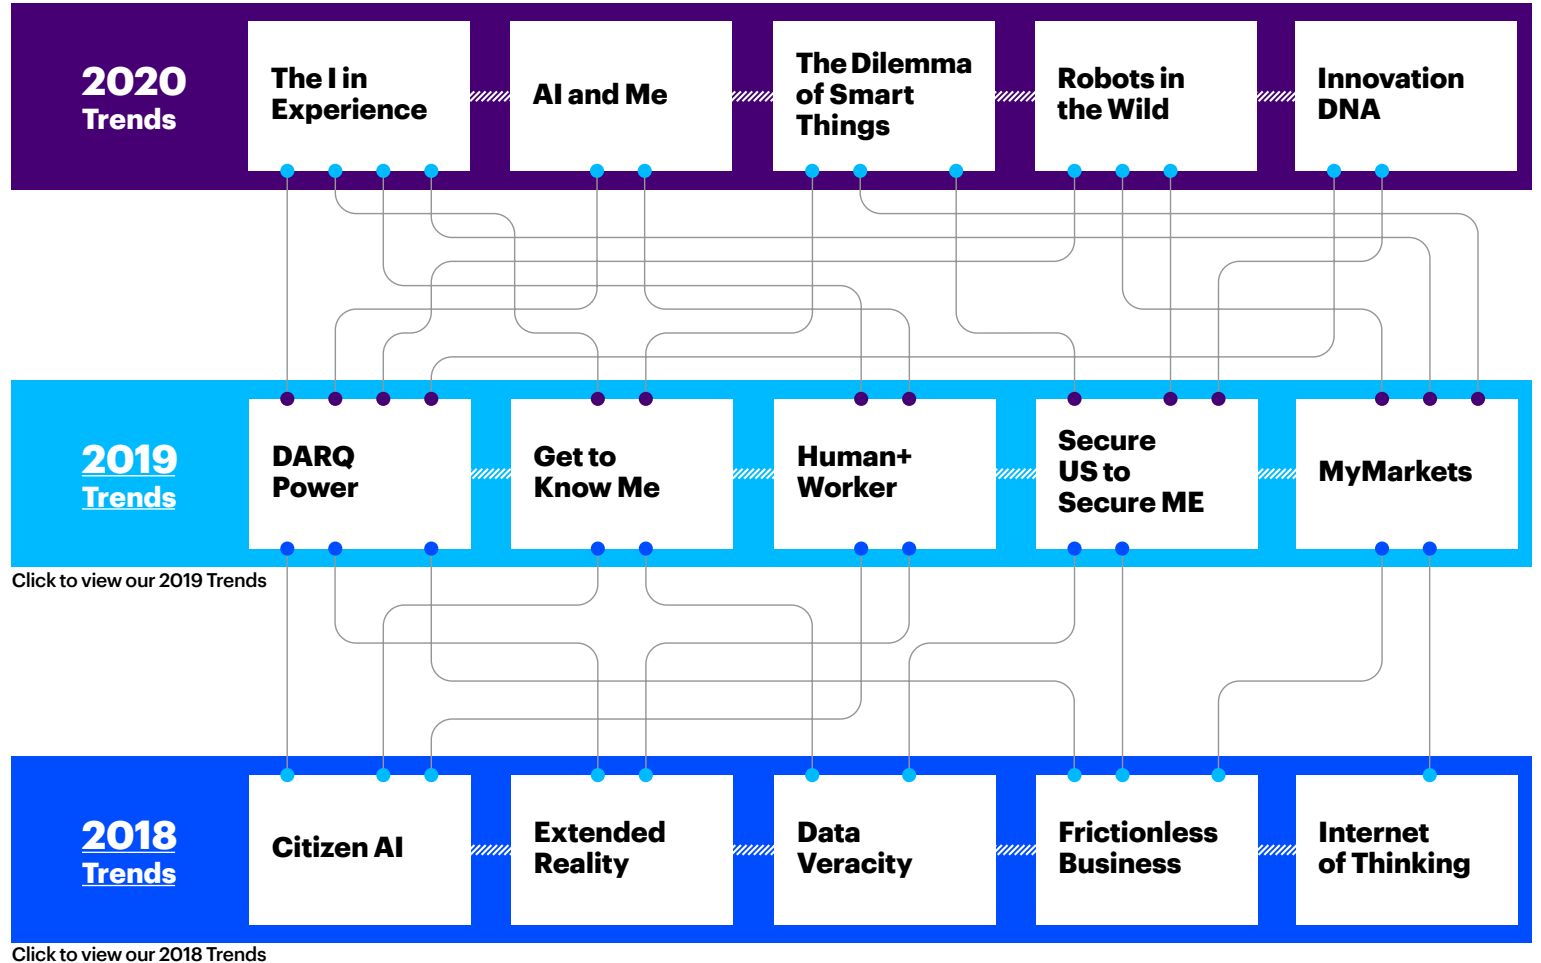 2020
Trends
The I in
Experience
AI and Me
The Dilemma
of Smart
Things
Robots in
the Wild
Innovation
DNA
2019
Trends
DARQ
Power
Get to
Know Me
Human+
Worker
Secure
US to
Secure ME
MyMarkets
Click to view our 2019 Trends
2018
Trends
Citizen AI
Extended
Reality
Data
Veracity
Frictionless
Business
Internet
of Thinking
Click to view our 2018 Trends